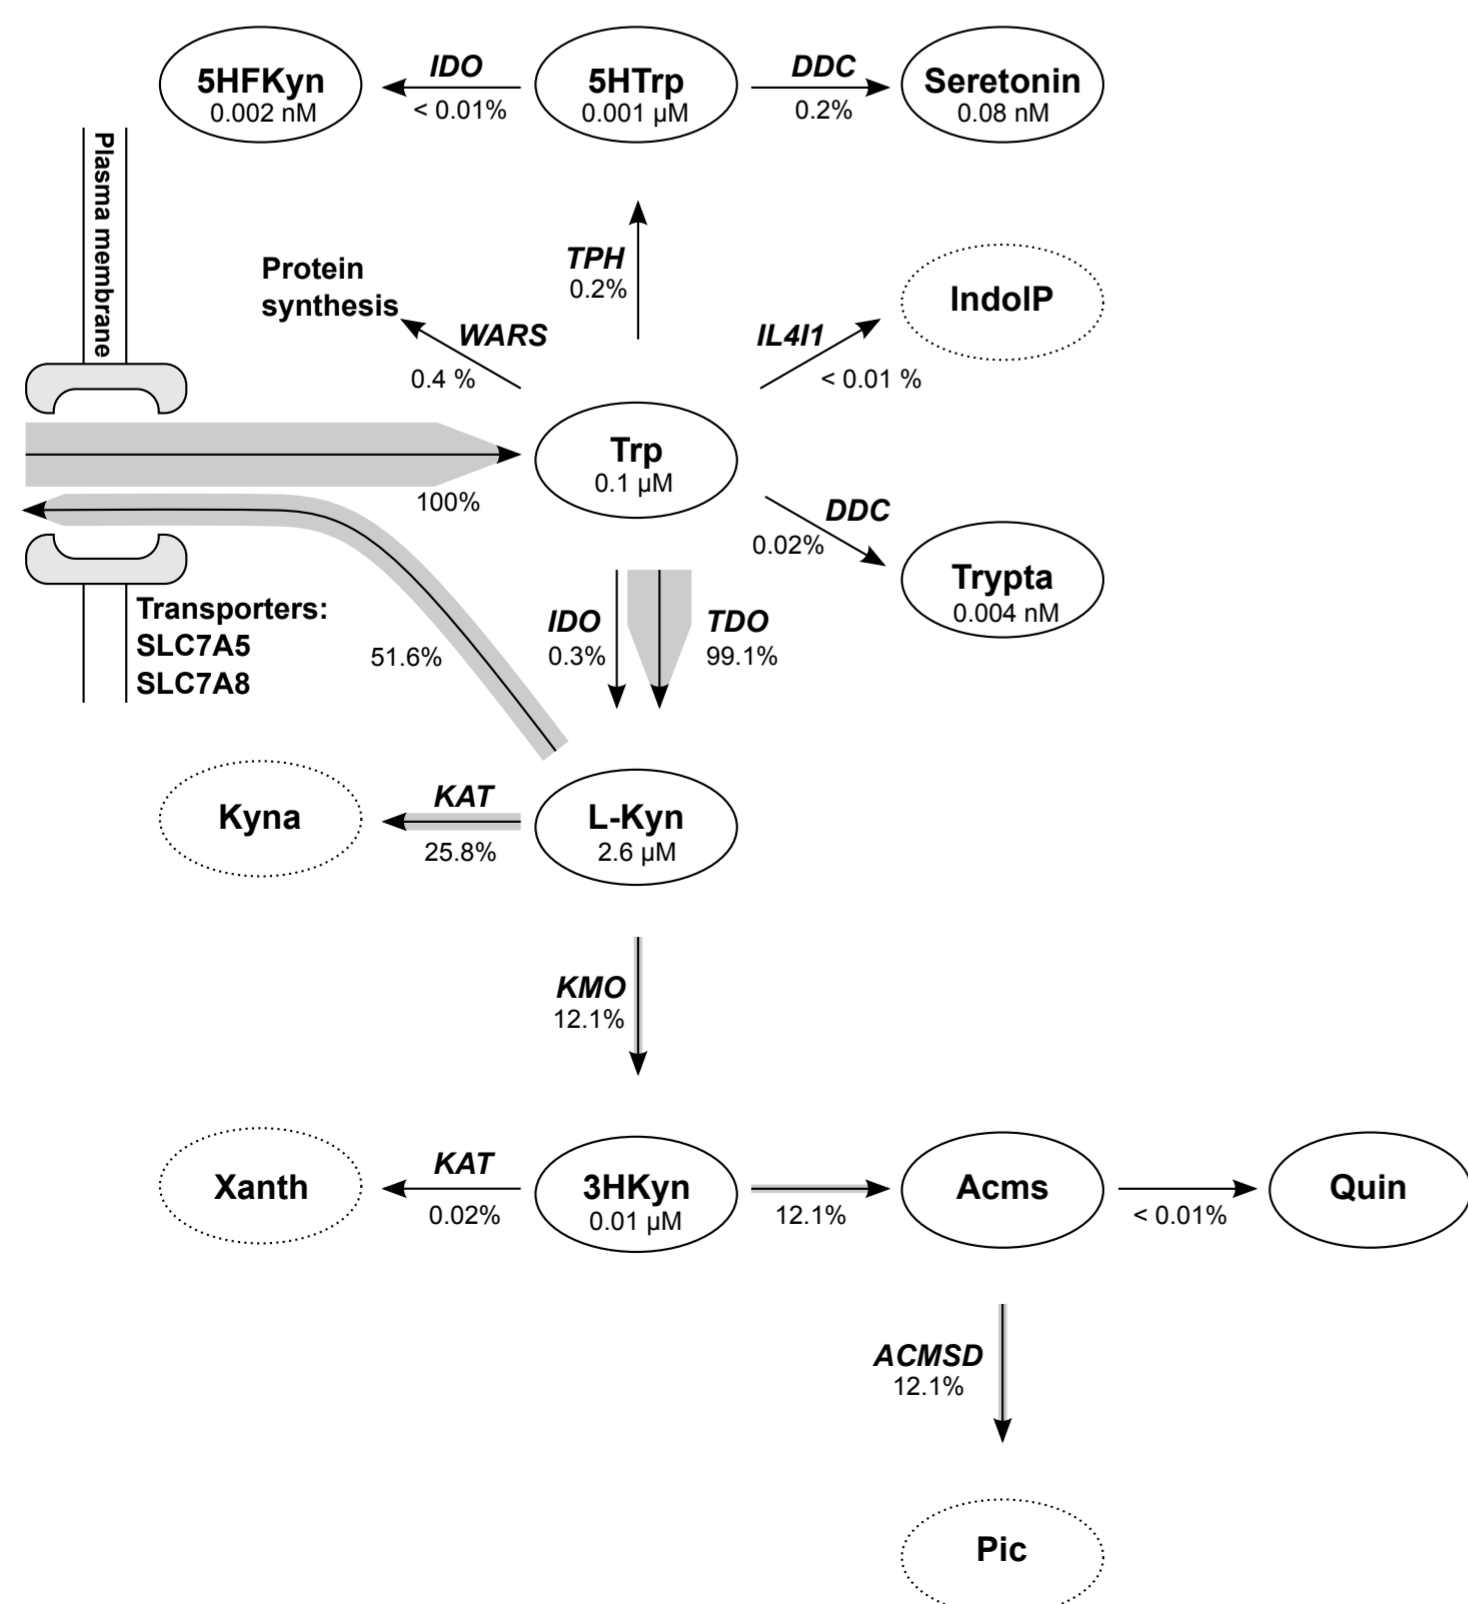 5HFKyn
0.002 nM
IDO
< 0.01%
5HTrp
0.001 µM
DDC
0.2%
Seretonin
0.08 nM
Plasma membrane
Protein
synthesis
WARS
0.4 %
TPH
0.2%
IL4I1
< 0.01 %
IndolP
100%
Trp
0.1 µM
DDC
0.02%
Trypta
0.004 nM
Transporters:
SLC7A5
SLC7A8
51.6%
IDO
0.3%
TDO
99.1%
Kyna
KAT
25.8%
L-Kyn
2.6 µM
KMO
12.1%
Xanth
KAT
0.02%
3HKyn
0.01 µM
12.1%
Acms
< 0.01%
Quin
ACMSD
12.1%
Pic